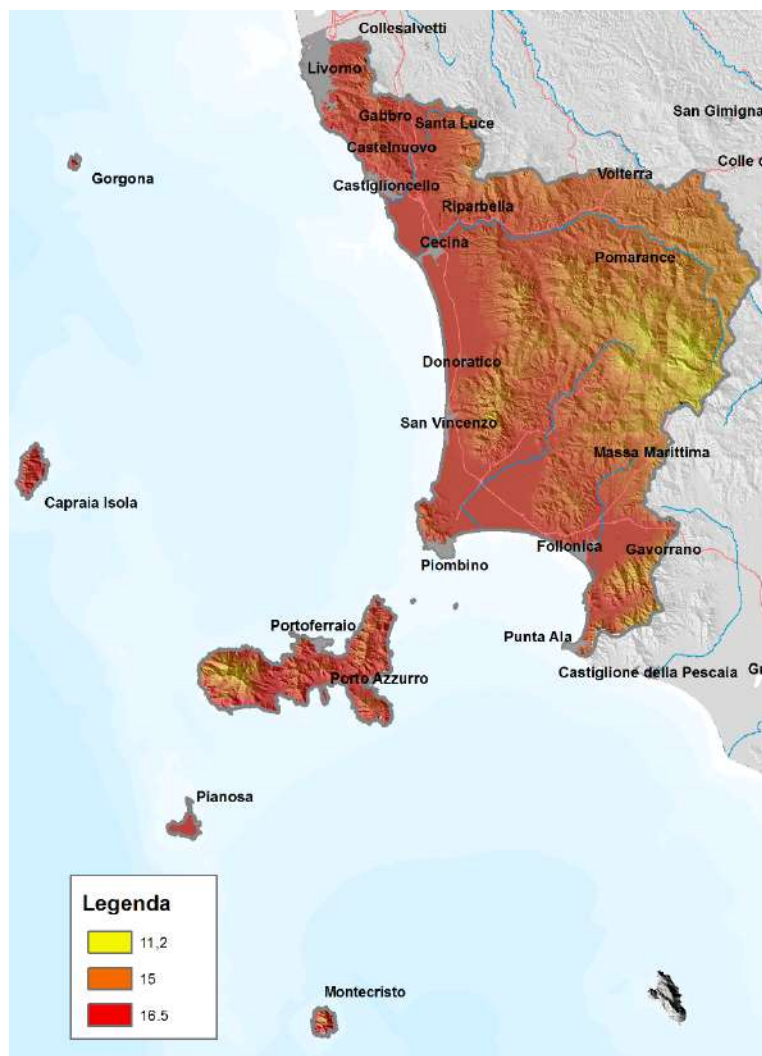 Collesalvetti
Livorno
Gabbro
Santa Luce
San Gimigna
Castelnuovo
Colle d
Gorgona
Castiglioncello
Volterra
Riparbella
Cecina
Pomarance
Donoratico
San Vincenzo
Massa Marittima
Capraia Isola
Follonica
Gavorrano
Piombino
Portoferraio
Punta Ala
Porto Azzurro
Castiglione della Pescaia
Gr
Pianosa
Legenda
11,2
15
16.5
Montecristo